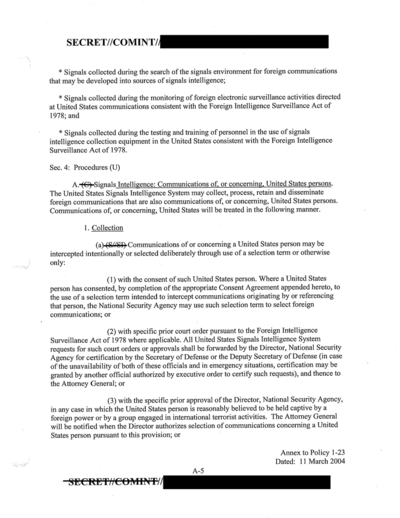 SECRET//COMINT//
* Signals collected during the search of the signals environment for foreign communications
that may be developed into sources of signals intelligence;
* Signals collected during the monitoring of foreign electronic surveillance activities directed
at United States communications consistent with the Foreign Intelligence Surveillance Act of
1978; and
* Signals collected during the testing and training of personnel in the use of signals
intelligence collection equipment in the United States consistent with the Foreign Intelligence
Surveillance Act of 1978.
Sec. 4: Procedures (U)
A. (C) Signals Intelligence: Communications of, or concerning, United States persons.
The United States Signals Intelligence System may collect, process, retain and disseminate
foreign communications that are also communications of, or concerning, United States persons.
Communications of, or concerning, United States will be treated in the following manner.
1. Collection
(a) (S//SI) Communications of or concerning a United States person may be
intercepted intentionally or selected deliberately through use of a selection term or otherwise
only:
(1) with the consent of such United States person. Where a United States
person has consented, by completion of the appropriate Consent Agreement appended hereto, to
the use of a selection term intended to intercept communications originating by or referencing
that person, the National Security Agency may use such selection term to select foreign
communications; or
(2) with specific prior court order pursuant to the Foreign Intelligence
Surveillance Act of 1978 where applicable. All United States Signals Intelligence System
requests for such court orders or approvals shall be forwarded by the Director, National Security
Agency for certification by the Secretary of Defense or the Deputy Secretary of Defense (in case
of the unavailability of both of these officials and in emergency situations, certification may be
granted by another official authorized by executive order to certify such requests), and thence to
the Attorney General; or
(3) with the specific prior approval of the Director, National Security Agency,
in any case in which the United States person is reasonably believed to be held captive by a
foreign power or by a group engaged in international terrorist activities. The Attorney General
will be notified when the Director authorizes selection of communications concerning a United
States person pursuant to this provision; or
Annex to Policy 1-23
Dated: 11 March 2004
A-5
SECRET//COMINT//